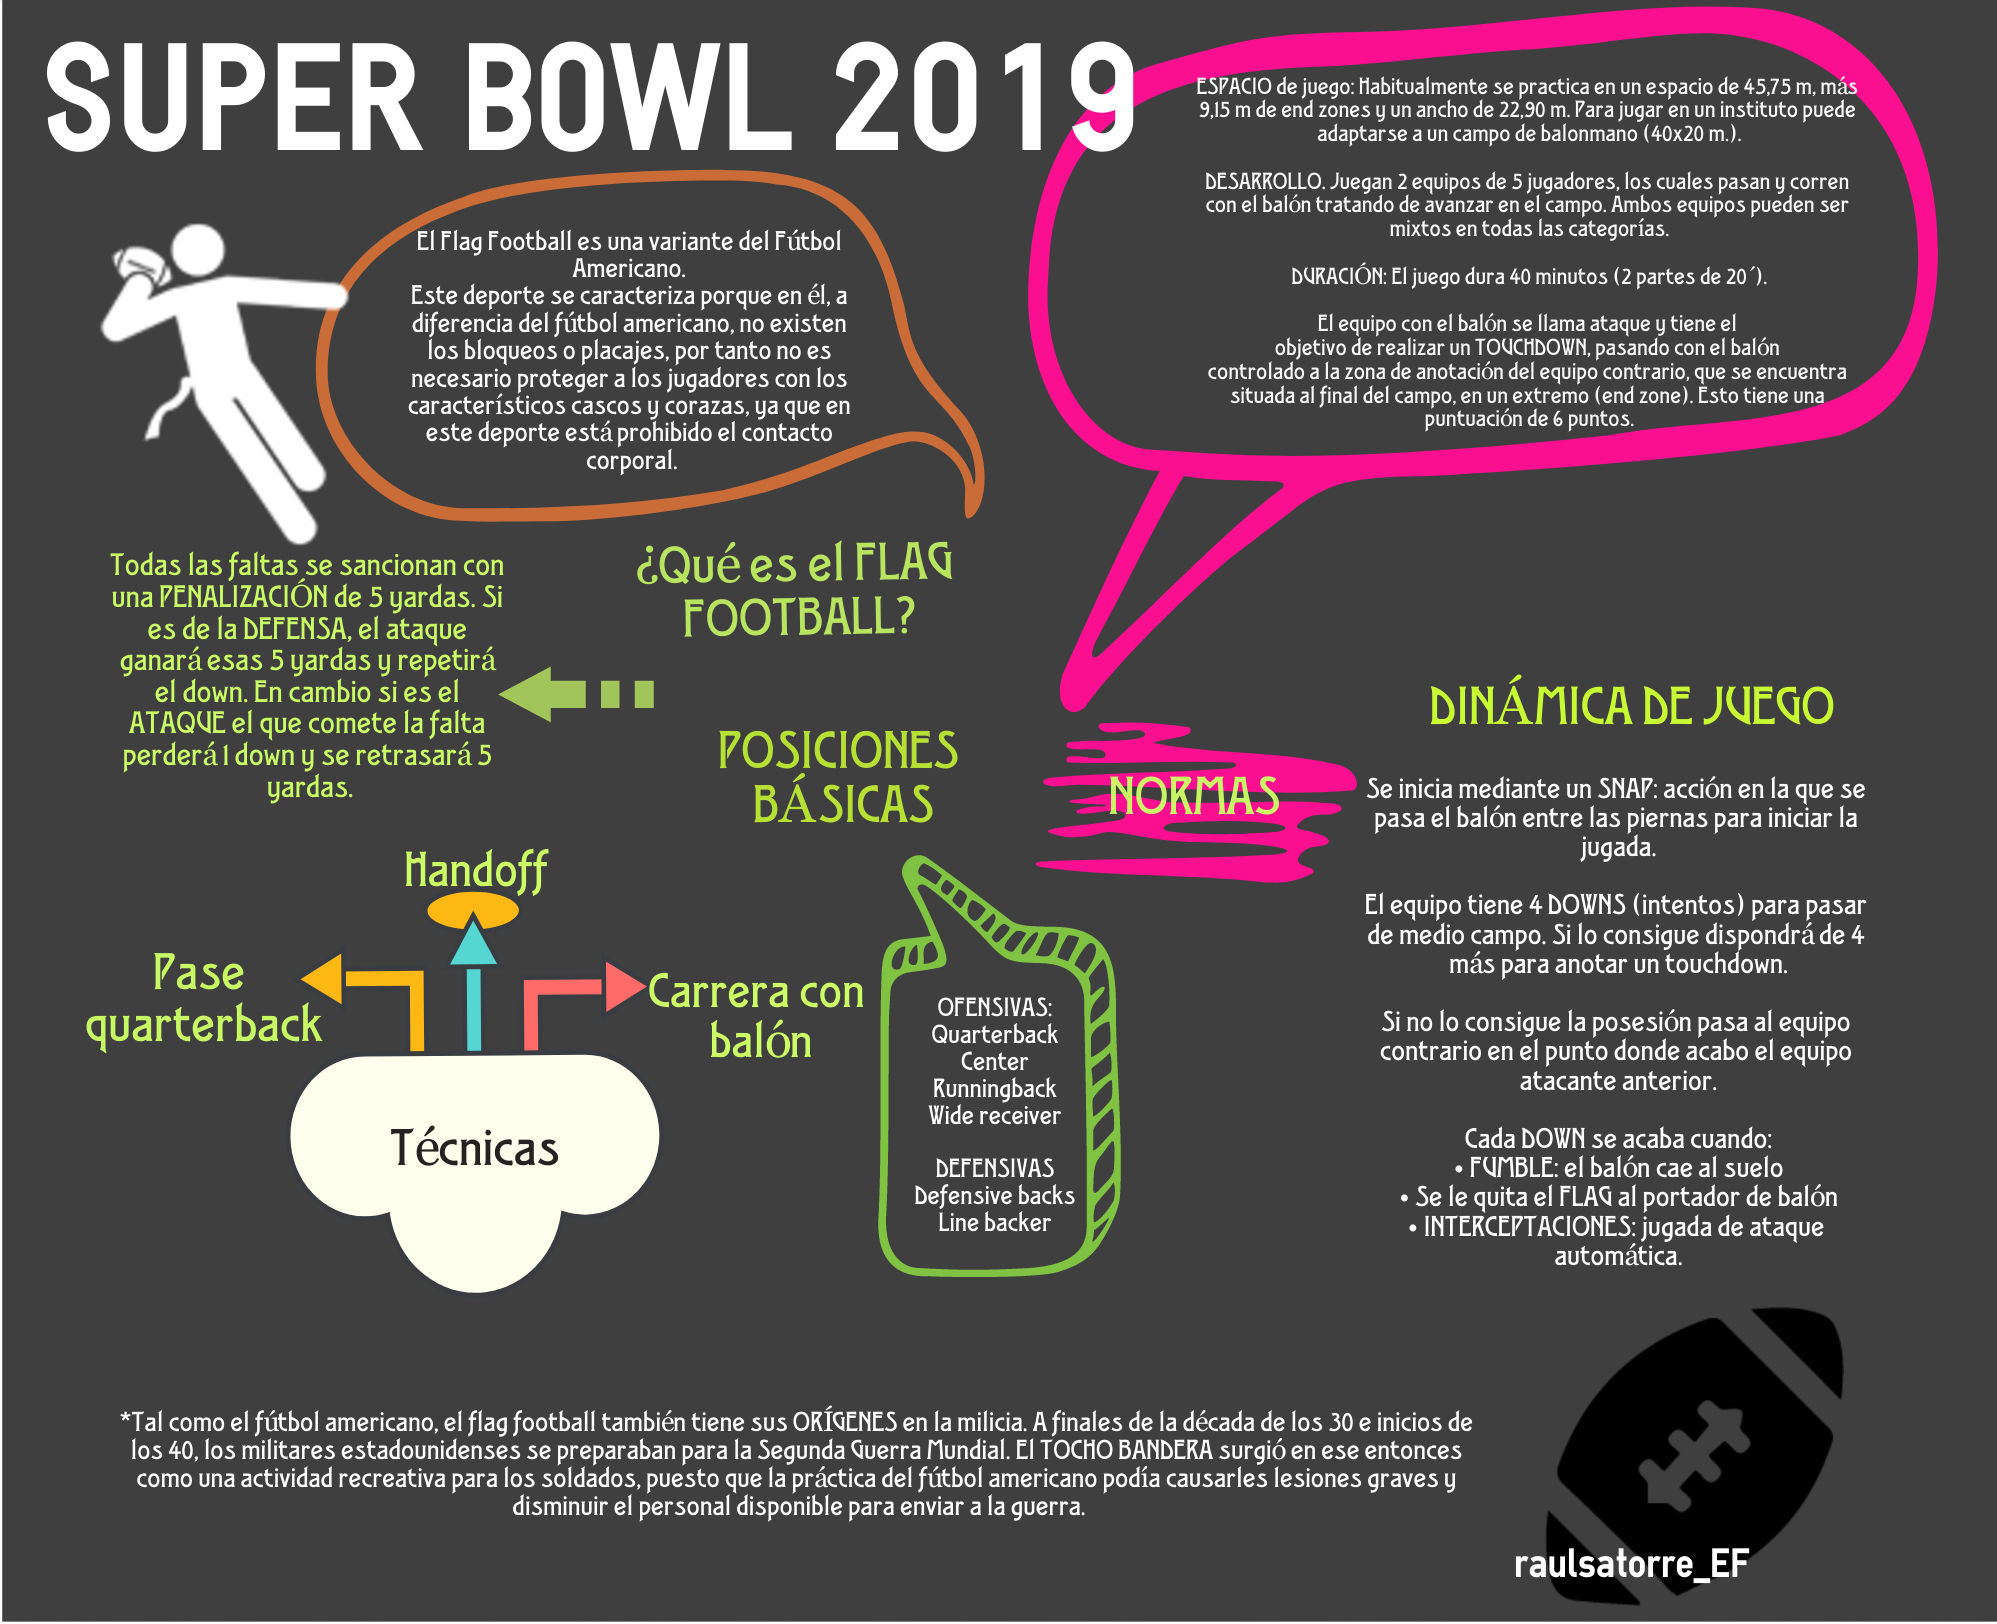 SUPER BOWL 2019
El Flag Football es una variante del Fútbol
Americano.
Este deporte se caracteriza porque en él, a
diferencia del fútbol americano, no existen
los bloqueos o placajes, por tanto no es
necesario proteger a los jugadores con los
característicos cascos y corazas, ya que en
este deporte está prohibido el contacto
corporal.
ESPACIO de juego: Habitualmente se practica en un espacio de 45,75 m, más
9,15 m de end zones y un ancho de 22,90 m. Para jugar en un instituto puede
adaptarse a un campo de balonmano (40x20 m.).
DESARROLLO. Juegan 2 equipos de 5 jugadores, los cuales pasan y corren
con el balón tratando de avanzar en el campo. Ambos equipos pueden ser
mixtos en todas las categorías.
DURACIÓN: El juego dura 40 minutos (2 partes de 20´).
El equipo con el balón se llama ataque y tiene el
objetivo de realizar un TOUCHDOWN, pasando con el balón
controlado a la zona de anotación del equipo contrario, que se encuentra
situada al final del campo, en un extremo (end zone). Esto tiene una
puntuación de 6 puntos.
¿Qué es el FLAG
FOOTBALL?
Todas las faltas se sancionan con
una PENALIZACIÓN de 5 yardas. Si
es de la DEFENSA, el ataque
ganará esas 5 yardas y repetirá
el down. En cambio si es el
ATAQUE el que comete la falta
perderá 1 down y se retrasará 5
yardas.
POSICIONES
BÁSICAS
NORMAS
DINÁMICA DE JUEGO
Se inicia mediante un SNAP: acción en la que se
pasa el balón entre las piernas para iniciar la
jugada.
El equipo tiene 4 DOWNS (intentos) para pasar
de medio campo. Si lo consigue dispondrá de 4
más para anotar un touchdown.
Si no lo consigue la posesión pasa al equipo
contrario en el punto donde acabo el equipo
atacante anterior.
Cada DOWN se acaba cuando:
• FUMBLE: el balón cae al suelo
• Se le quita el FLAG al portador de balón
• INTERCEPTACIONES: jugada de ataque
automática.
Handoff
Pase
quarterback
Carrera con
balón
Técnicas
OFENSIVAS:
Quarterback
Center
Runningback
Wide receiver
DEFENSIVAS
Defensive backs
Line backer
*Tal como el fútbol americano, el flag football también tiene sus ORÍGENES en la milicia. A finales de la década de los 30 e inicios de
los 40, los militares estadounidenses se preparaban para la Segunda Guerra Mundial. El TOCHO BANDERA surgió en ese entonces
como una actividad recreativa para los soldados, puesto que la práctica del fútbol americano podía causarles lesiones graves y
disminuir el personal disponible para enviar a la guerra.
raulsatorre_EF